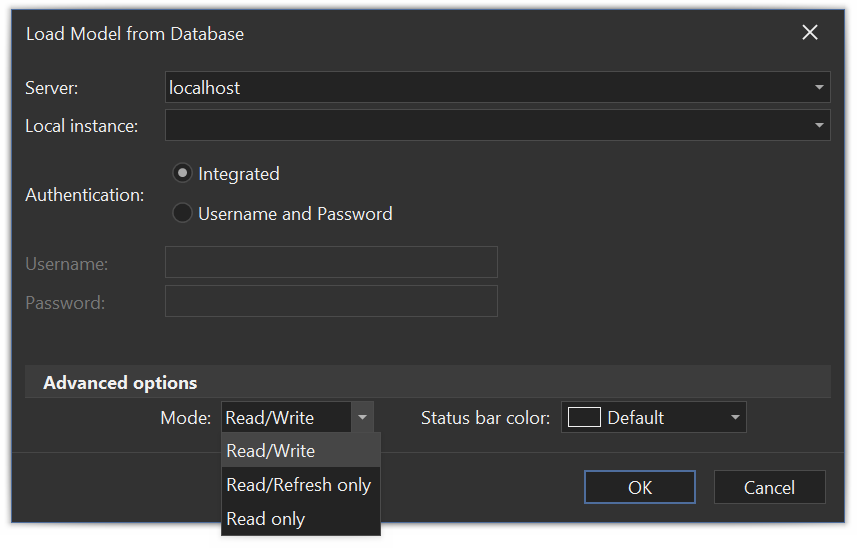 Load Model from Database
Server: localhost
Local instance:
Authentication:
Integrated
Username and Password
Username:
Password:
Advanced options
Mode: Read/Write Status bar color: Default
Read/Write
Read/Refresh only
Read only
OK Cancel